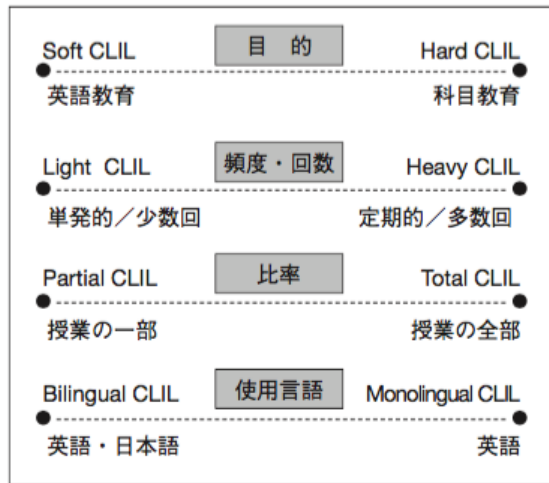 Soft CLIL 目 的 Hard CLIL
英語教育 科目教育
Light CLIL 頻度・回数 Heavy CLIL
単発的／少数回 定期的／多数回
Partial CLIL 比率 Total CLIL
授業の一部 授業の全部
Bilingual CLIL 使用言語 Monolingual CLIL
英語・日本語 英語